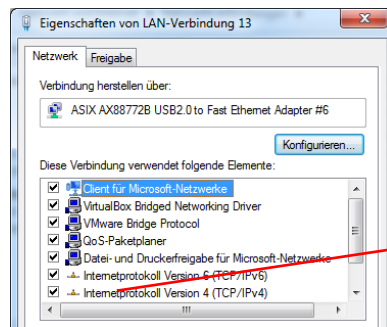 Eigenschaften von LAN-Verbindung 13
Netzwerk Freigabe
Verbindung herstellen über:
ASIX AX88772B USB2.0 to Fast Ethernet Adapter #6
Konfigurieren...
Diese Verbindung verwendet folgende Elemente:
Client für Microsoft-Netzwerke
VirtualBox Bridged Networking Driver
VMware Bridge Protocol
QoS-Paketplaner
Datei- und Druckerfreigabe für Microsoft-Netzwerke
Internetprotokoll Version 6 (TCP/IPv6)
Internetprotokoll Version 4 (TCP/IPv4)